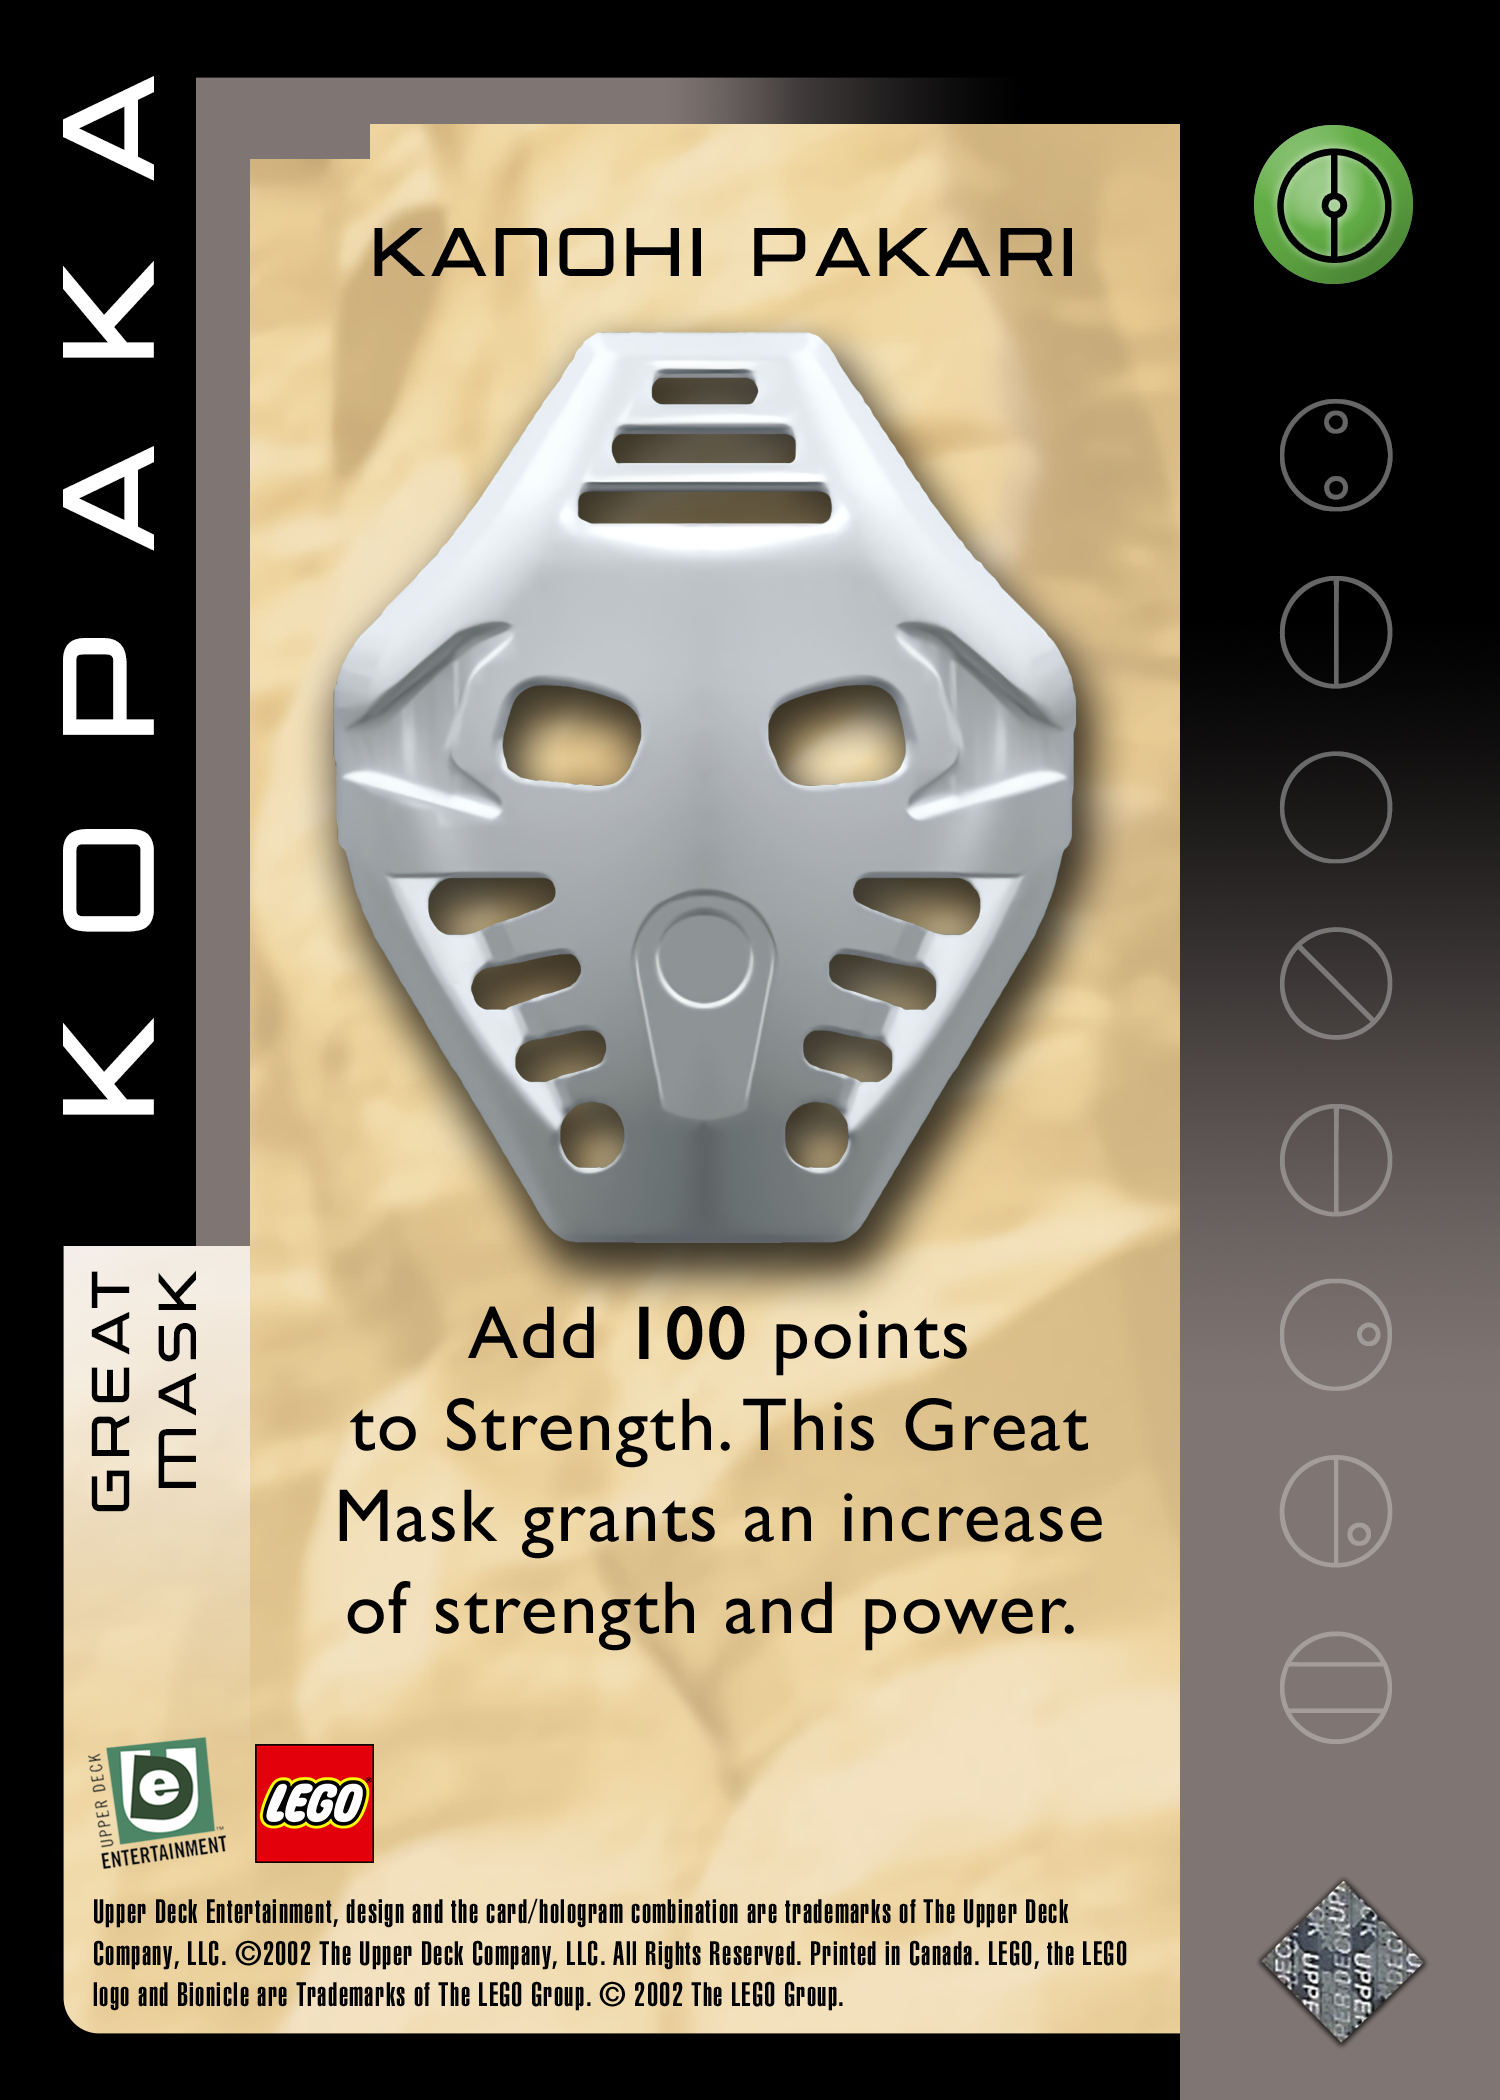 KOPAKA
GREAT
MASK
KANOHI PAKARI
Add 100 points
to Strength. This Great
Mask grants an increase
of strength and power.
UPPER DECK
ENTERTAINMENT™
LEGO
Upper Deck Entertainment, design and the card/hologram combination are trademarks of The Upper Deck
Company, LLC. ©2002 The Upper Deck Company, LLC. All Rights Reserved. Printed in Canada. LEGO, the LEGO
logo and Bionicle are Trademarks of The LEGO Group. © 2002 The LEGO Group.